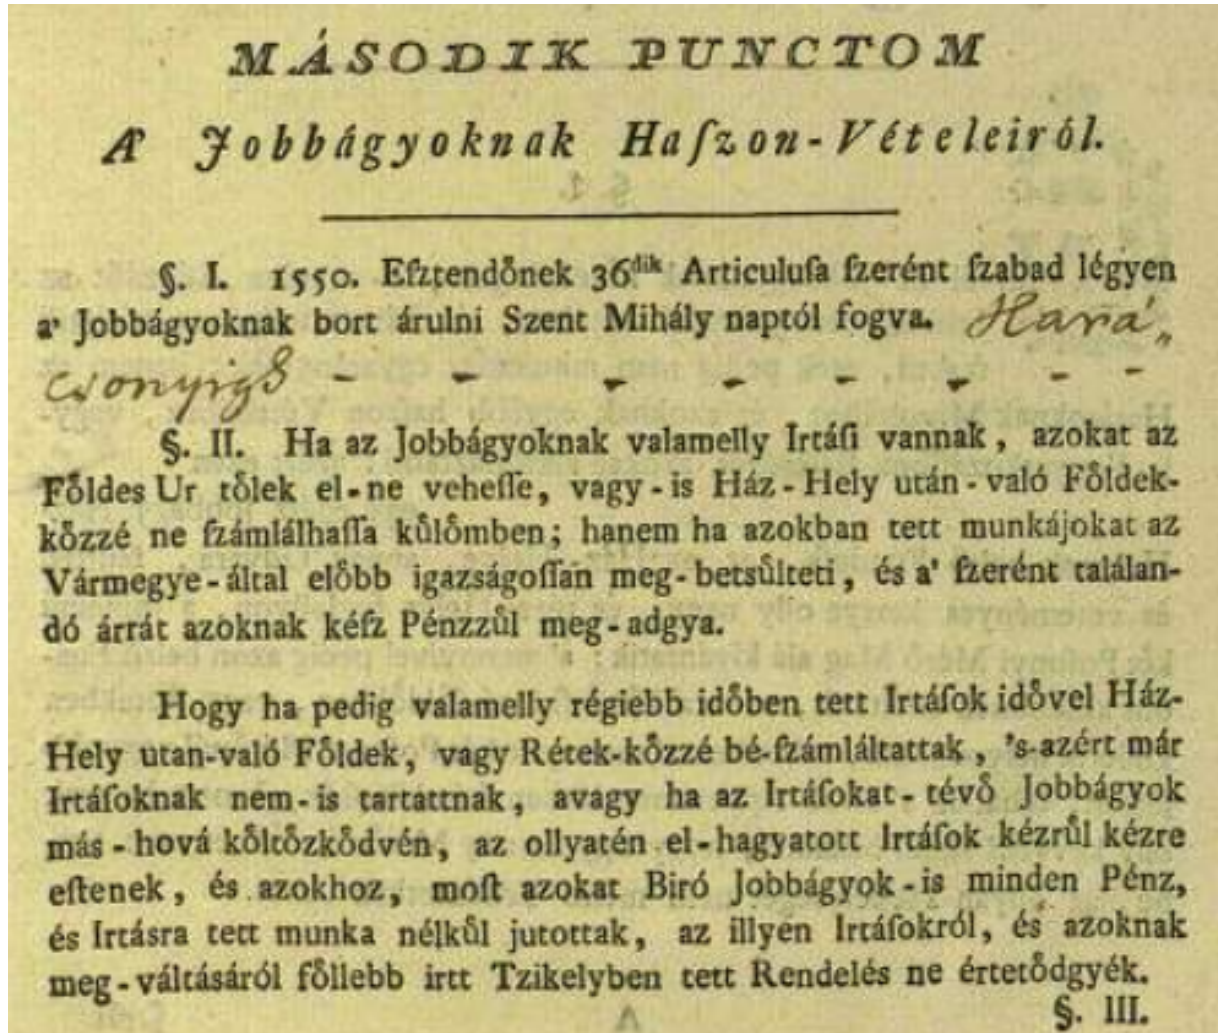 MÁSODIK PUNCTOM
A' Jobbágyoknak Haſzon-Vételeiról.
§. I. 1550. Eſztendőnek 36dik Articuluſa ſzerént ſzabad légyen
a' Jobbágyoknak bort árulni Szent Mihály naptól fogva. Kará„
csonyigˢ - - - - - - - -
§. II. Ha az Jobbágyoknak valamelly Irtáſi vannak, azokat az
Főldes Ur tőlek el-ne veheſſe, vagy-is Ház-Hely után-való Főldek-
kőzzé ne ſzámlálhaſſa kűlőmben; hanem ha azokban tett munkájokat az
Vármegye-által előbb igazságoſſan meg-betsűlteti, és a' ſzerént találan-
dó árrát azoknak kéſz Pénzzűl meg-adgya.
Hogy ha pedig valamelly régiebb időben tett Irtáſok idővel Ház-
Hely utan-való Főldek, vagy Rétek-kőzzé bé-ſzámláltattak, 's-azért már
Irtáſoknak nem-is tartattnak, avagy ha az Irtáſokat-tévő Jobbágyok
más-hová kőltőzkődvén, az ollyatén el-hagyatott Irtáſok kézrűl kézre
eſtenek, és azokhoz, moſt azokat Biró Jobbágyok-is minden Pénz,
és Irtásra tett munka nélkűl jutottak, az illyen Irtáſokról, és azoknak
meg-váltásáról főllebb irtt Tzikelyben tett Rendelés ne értetődgyék.
§. III.